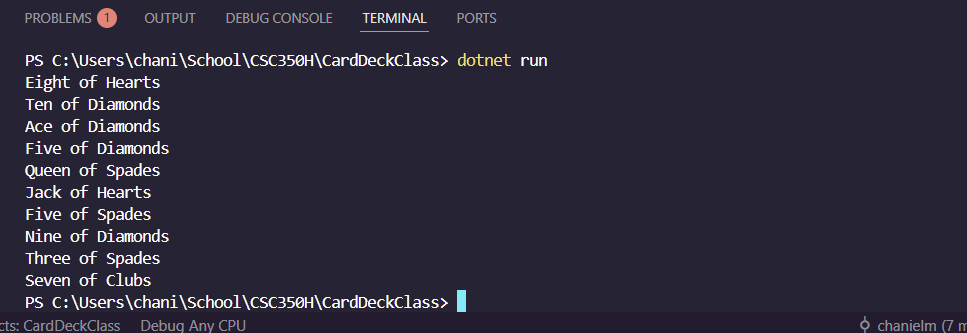 PROBLEMS 1 OUTPUT DEBUG CONSOLE TERMINAL PORTS
PS C:\Users\chani\School\CSC350H\CardDeckClass> dotnet run
Eight of Hearts
Ten of Diamonds
Ace of Diamonds
Five of Diamonds
Queen of Spades
Jack of Hearts
Five of Spades
Nine of Diamonds
Three of Spades
Seven of Clubs
PS C:\Users\chani\School\CSC350H\CardDeckClass>
cts: CardDeckClass Debug Any CPU chanielm (7 m